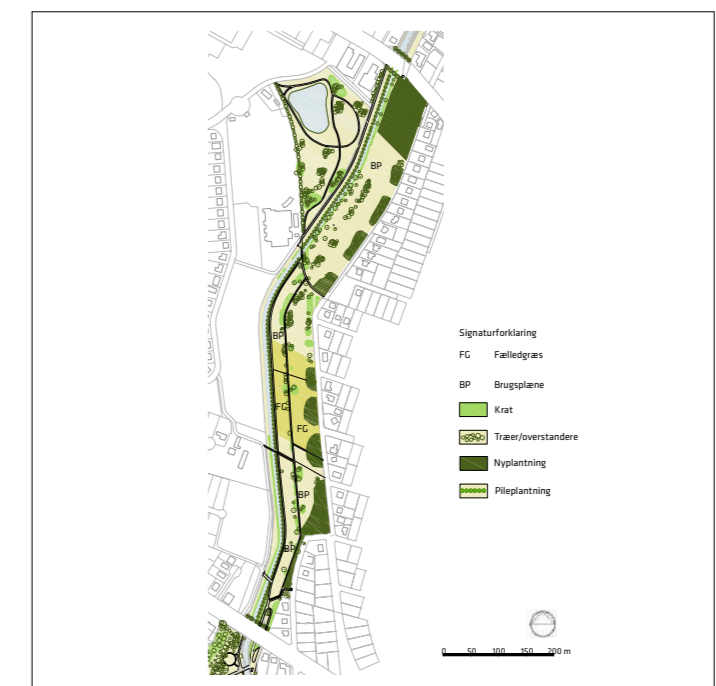 BP
BP
FG
FG
BP
BP
Signaturforklaring
FG Fælledgræs
BP Brugsplæne
Krat
Træer/overstandere
Nyplantning
Pileplantning
0 50 100 150 200 m